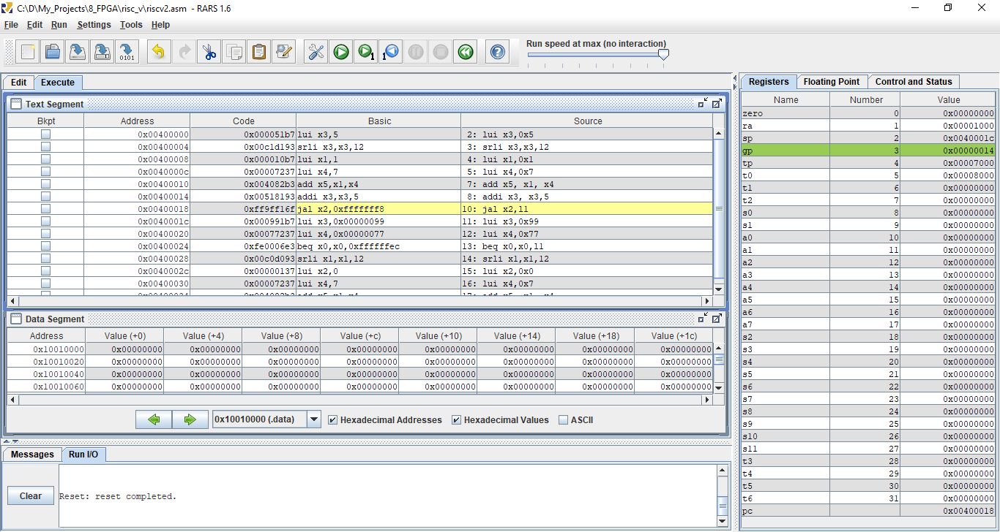 C:\D\My_Projects\8_FPGA\risc_v\riscv2.asm - RARS 1.6
File Edit Run Settings Tools Help
Run speed at max (no interaction)
0101 1 1
Edit Execute
Text Segment
Bkpt Address Code Basic Source
0x00400000 0x000051b7 lui x3,5 2: lui x3,0x5
0x00400004 0x00c1d193 srli x3,x3,12 3: srli x3,x3,12
0x00400008 0x000010b7 lui x1,1 4: lui x1,0x1
0x0040000c 0x00007237 lui x4,7 5: lui x4,0x7
0x00400010 0x004082b3 add x5,x1,x4 7: add x5, x1, x4
0x00400014 0x00518193 addi x3,x3,5 8: addi x3, x3,5
0x00400018 0xff9ff16f jal x2,0xfffffff8 10: jal x2,11
0x0040001c 0x000991b7 lui x3,0x00000099 11: lui x3,0x99
0x00400020 0x00077237 lui x4,0x00000077 12: lui x4,0x77
0x00400024 0xfe0006e3 beq x0,x0,0xffffffec 13: beq x0,x0,11
0x00400028 0x00c0d093 srli x1,x1,12 14: srli x1,x1,12
0x0040002c 0x00000137 lui x2,0 15: lui x2,0x0
0x00400030 0x00007237 lui x4,7 16: lui x4,0x7
Data Segment
Address Value (+0) Value (+4) Value (+8) Value (+c) Value (+10) Value (+14) Value (+18) Value (+1c)
0x10010000 0x00000000 0x00000000 0x00000000 0x00000000 0x00000000 0x00000000 0x00000000 0x00000000
0x10010020 0x00000000 0x00000000 0x00000000 0x00000000 0x00000000 0x00000000 0x00000000 0x00000000
0x10010040 0x00000000 0x00000000 0x00000000 0x00000000 0x00000000 0x00000000 0x00000000 0x00000000
0x10010060 0x00000000 0x00000000 0x00000000 0x00000000 0x00000000 0x00000000 0x00000000 0x00000000
0x10010000 (.data) Hexadecimal Addresses Hexadecimal Values ASCII
Messages Run I/O
Clear
Reset: reset completed.
Registers Floating Point Control and Status
Name Number Value
zero 0 0x00000000
ra 1 0x00001000
sp 2 0x0040001c
gp 3 0x00000014
tp 4 0x00007000
t0 5 0x00008000
t1 6 0x00000000
t2 7 0x00000000
s0 8 0x00000000
s1 9 0x00000000
a0 10 0x00000000
a1 11 0x00000000
a2 12 0x00000000
a3 13 0x00000000
a4 14 0x00000000
a5 15 0x00000000
a6 16 0x00000000
a7 17 0x00000000
s2 18 0x00000000
s3 19 0x00000000
s4 20 0x00000000
s5 21 0x00000000
s6 22 0x00000000
s7 23 0x00000000
s8 24 0x00000000
s9 25 0x00000000
s10 26 0x00000000
s11 27 0x00000000
t3 28 0x00000000
t4 29 0x00000000
t5 30 0x00000000
t6 31 0x00000000
pc 0x00400018